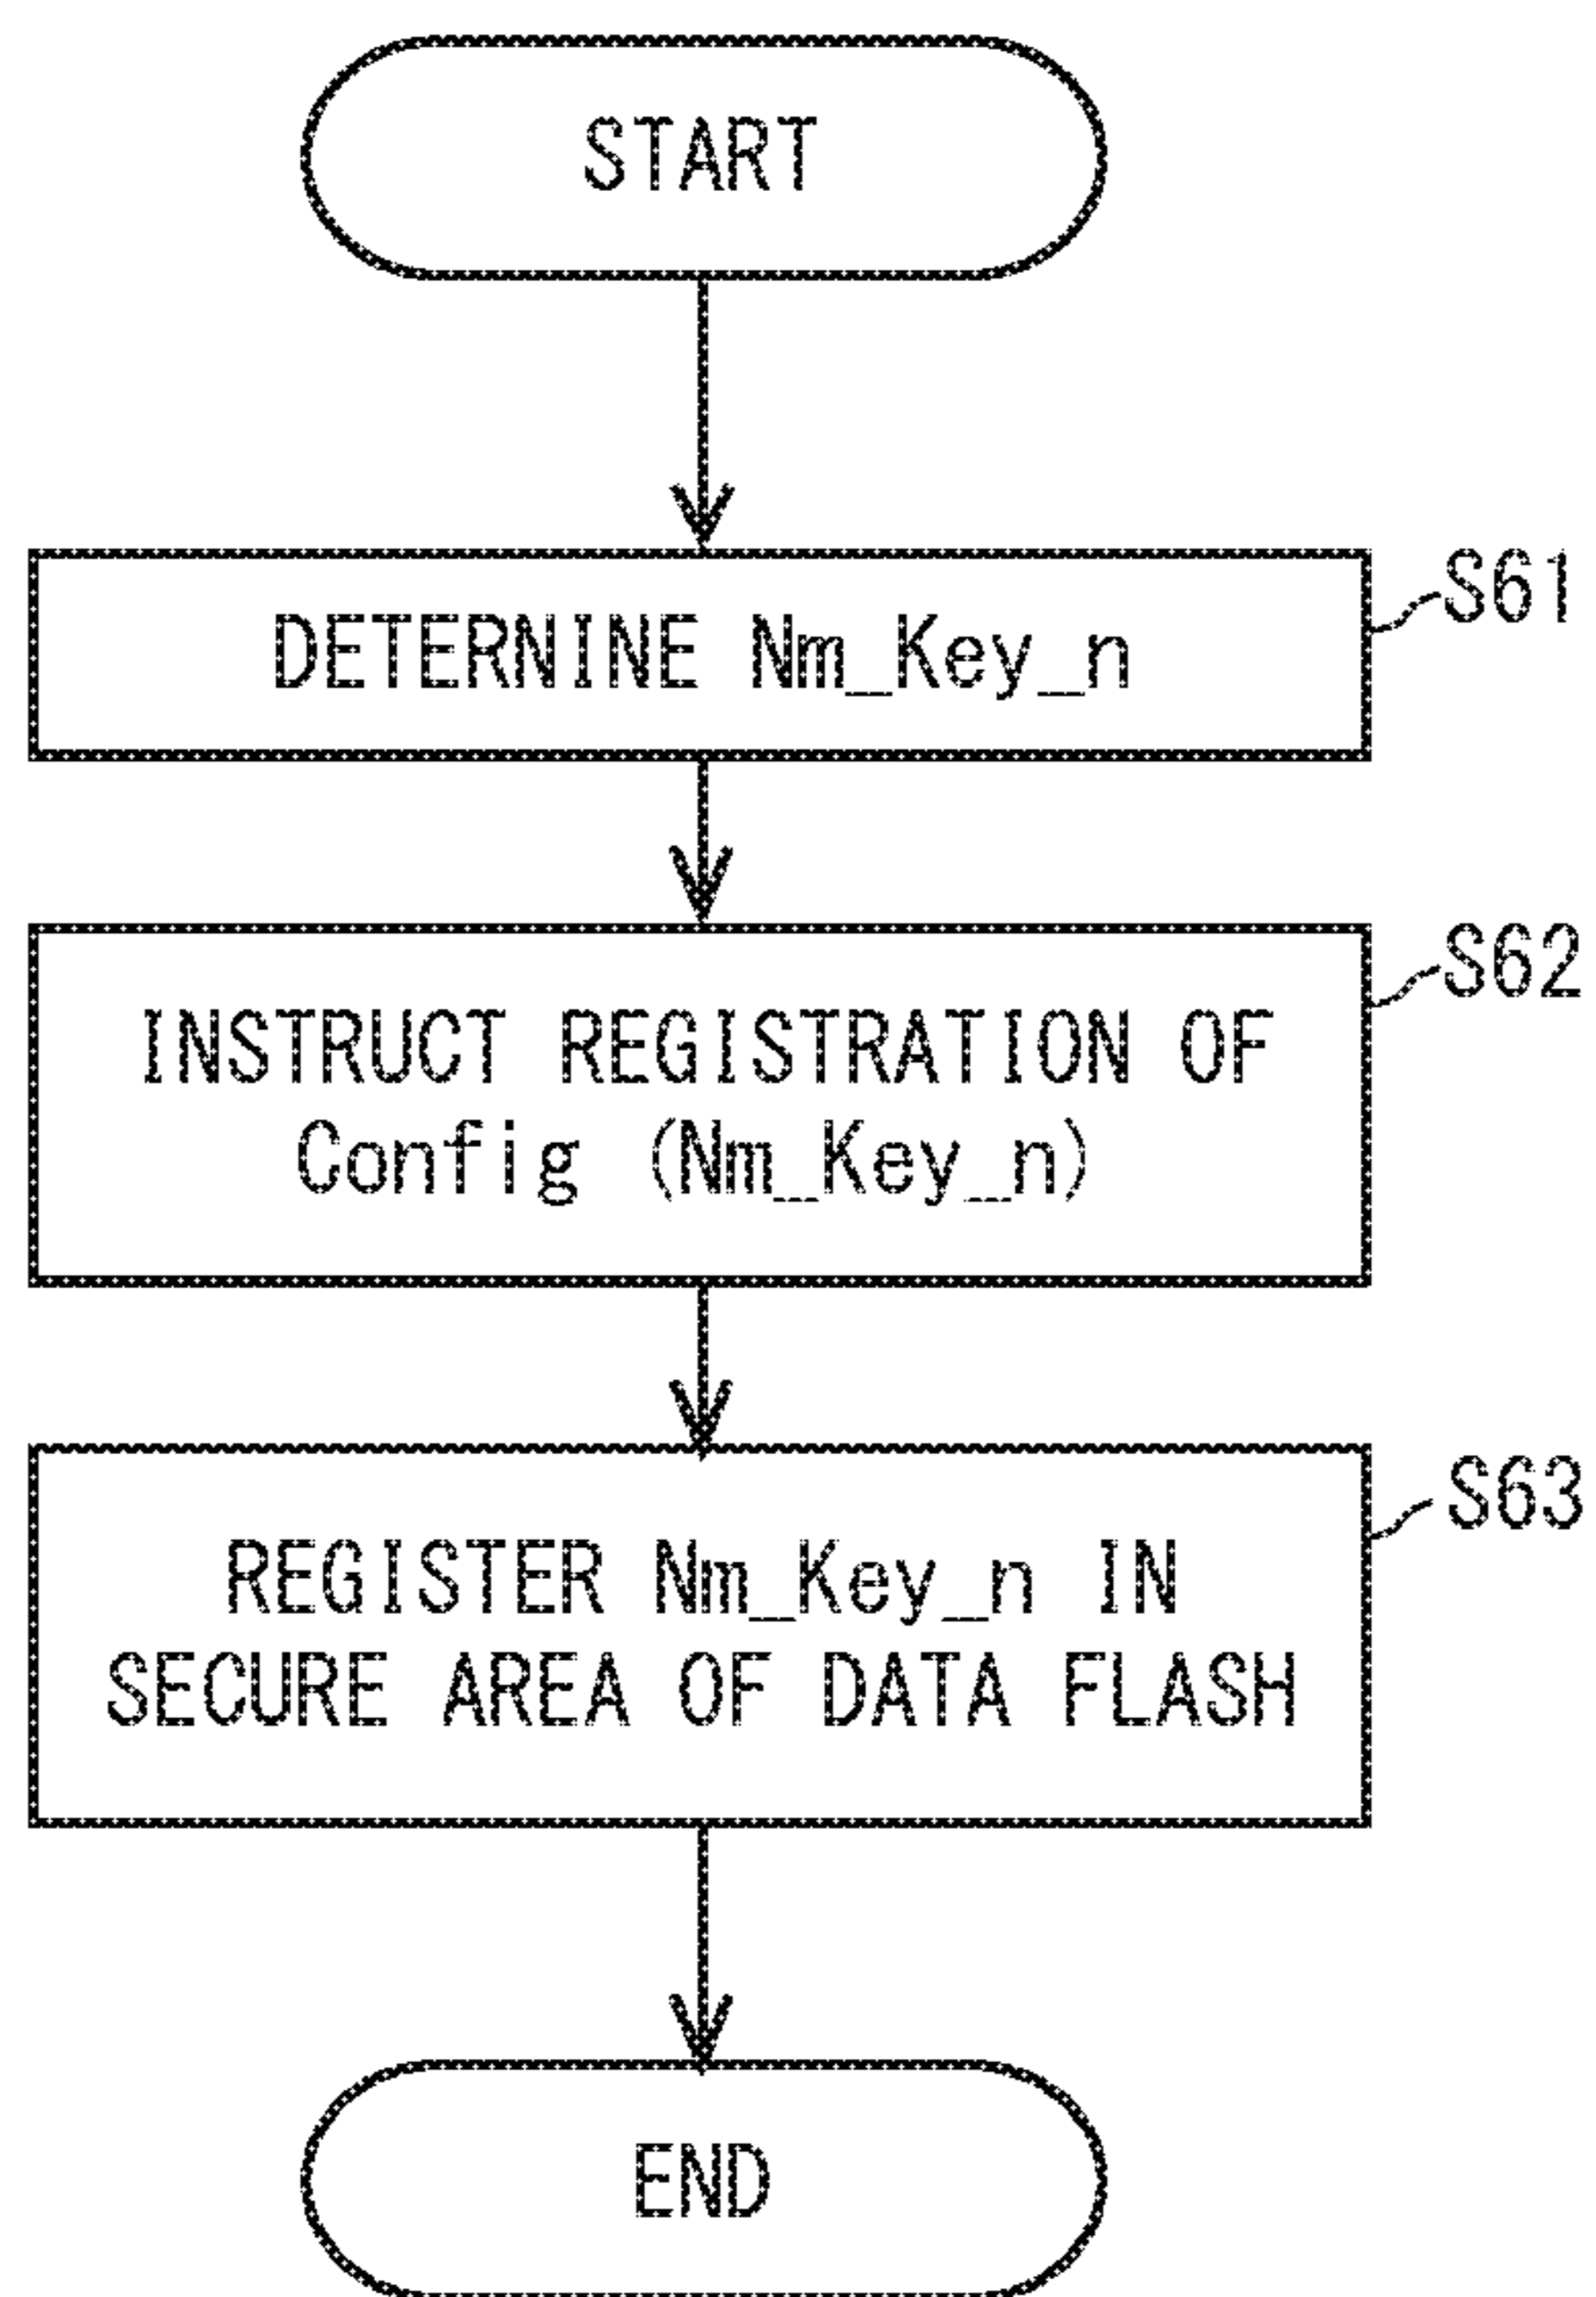 START
DETERNINE Nm_Key_n
S61
INSTRUCT REGISTRATION OF
Config (Nm_Key_n)
S62
REGISTER Nm_Key_n IN
SECURE AREA OF DATA FLASH
S63
END